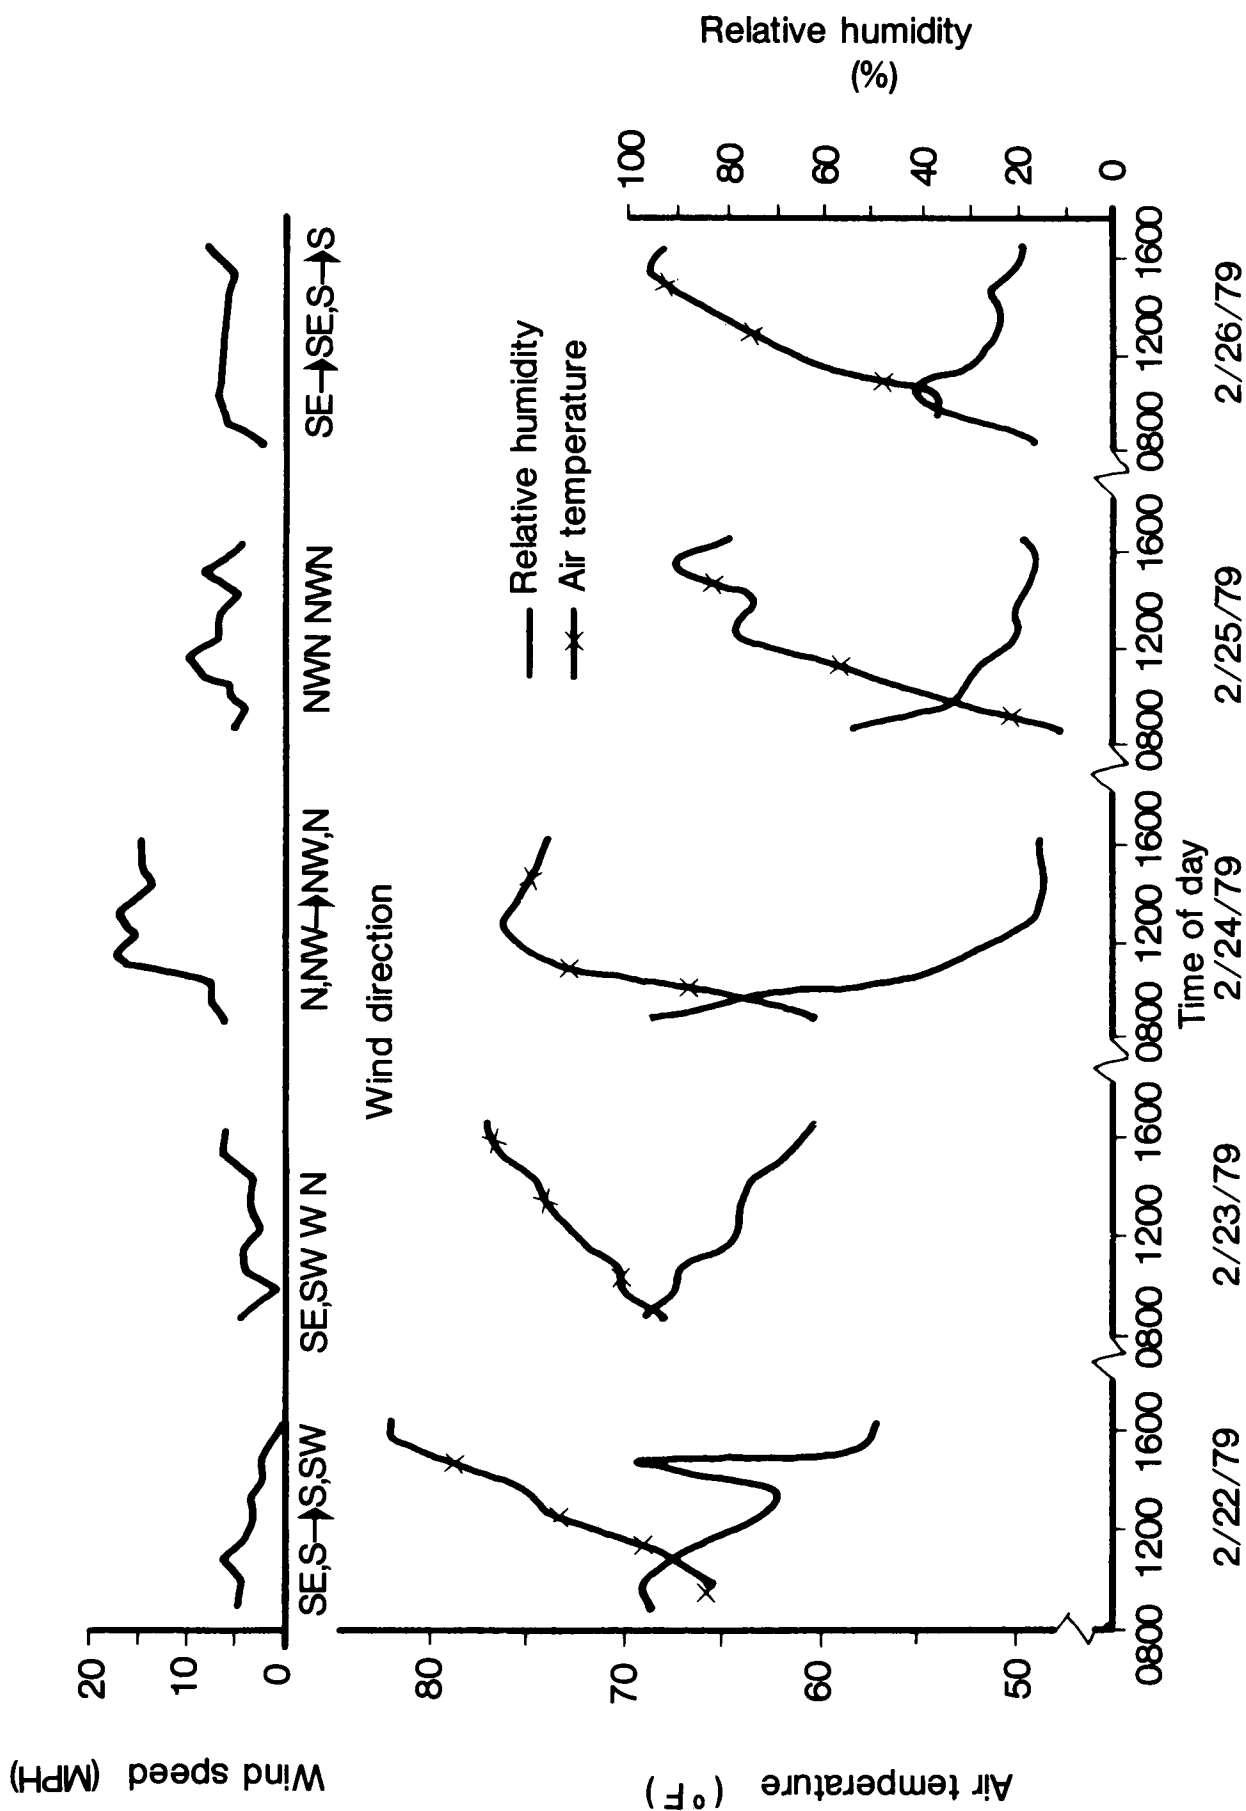 Wind speed (MPH)
20
10
0
SE,S→S,SW
SE,SW W N
N,NW→NW,N
NWN NWN
SE→SE,S→S
Wind direction
Relative humidity
Air temperature
Air temperature (°F)
80
70
60
50
Relative humidity
(%)
100
80
60
40
20
0
0800 1200 1600 0800 1200 1600 0800 1200 1600 0800 1200 1600 0800 1200 1600
Time of day
2/22/79 2/23/79 2/24/79 2/25/79 2/26/79